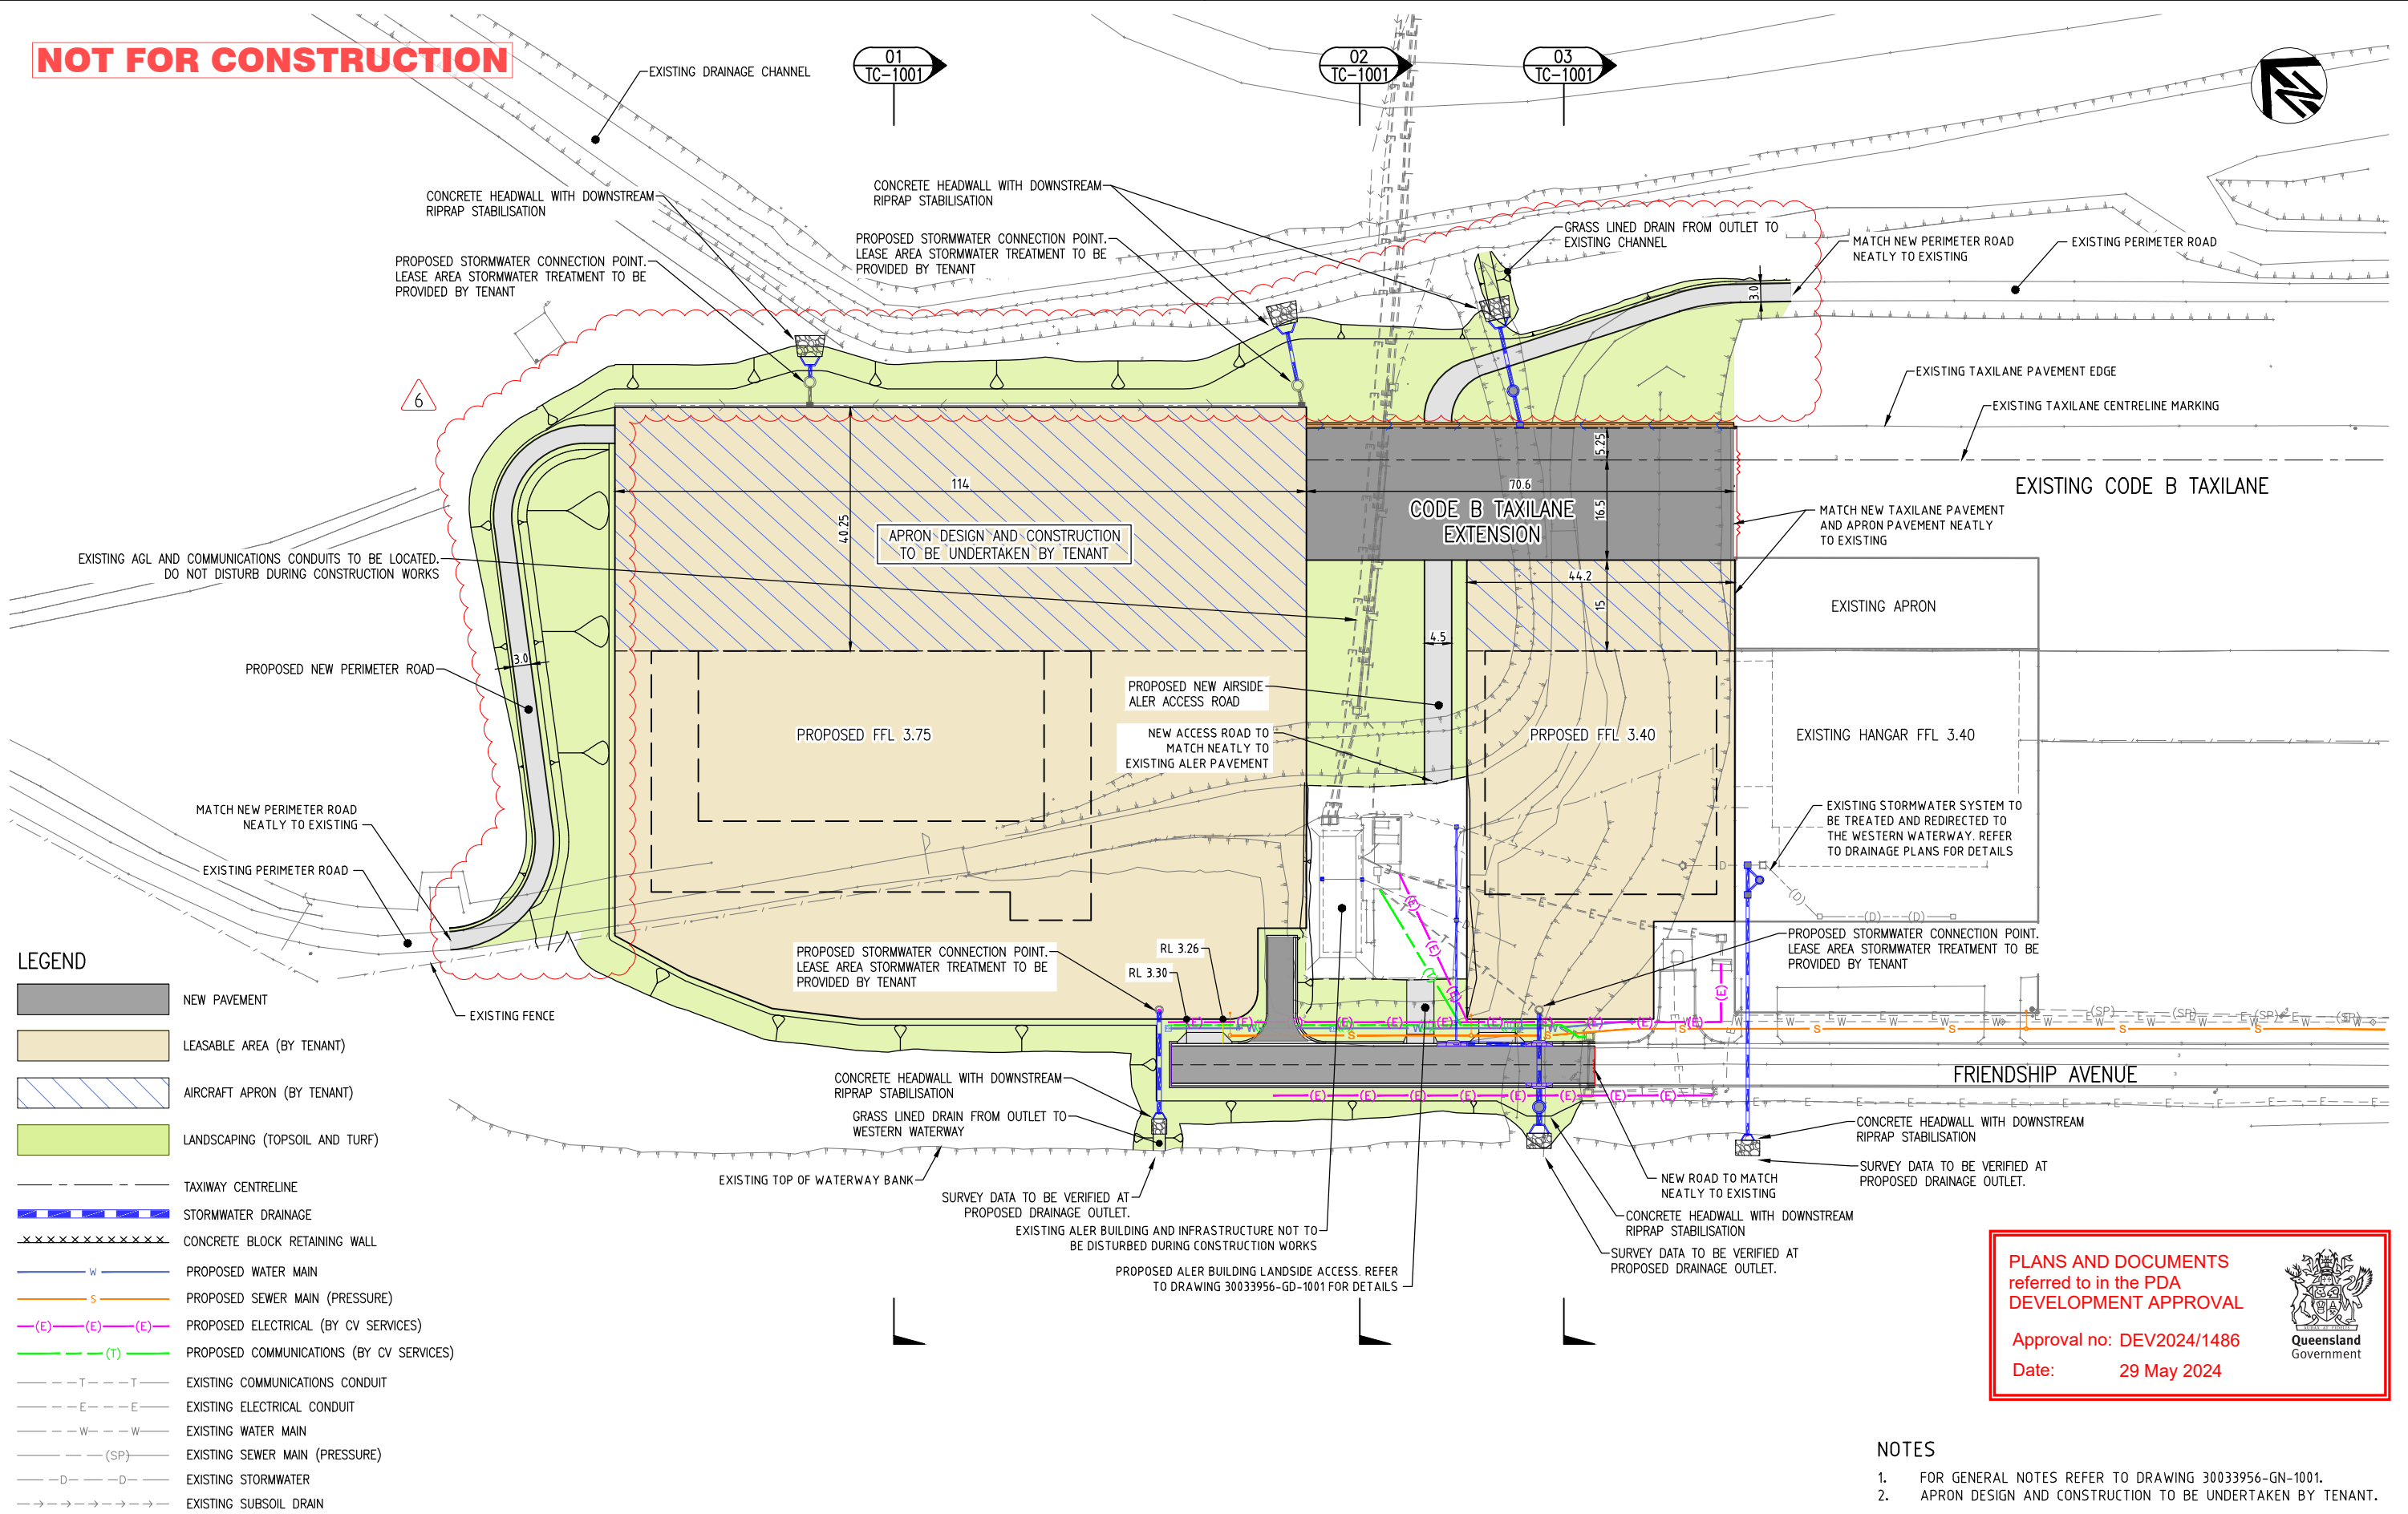 NOT FOR CONSTRUCTION
01
TC-1001
02
TC-1001
03
TC-1001
N
EXISTING DRAINAGE CHANNEL
CONCRETE HEADWALL WITH DOWNSTREAM
RIPRAP STABILISATION
PROPOSED STORMWATER CONNECTION POINT.
LEASE AREA STORMWATER TREATMENT TO BE
PROVIDED BY TENANT
CONCRETE HEADWALL WITH DOWNSTREAM
RIPRAP STABILISATION
PROPOSED STORMWATER CONNECTION POINT.
LEASE AREA STORMWATER TREATMENT TO BE
PROVIDED BY TENANT
GRASS LINED DRAIN FROM OUTLET TO
EXISTING CHANNEL
MATCH NEW PERIMETER ROAD
NEATLY TO EXISTING
EXISTING PERIMETER ROAD
3.0
6
EXISTING TAXILANE PAVEMENT EDGE
EXISTING TAXILANE CENTRELINE MARKING
EXISTING CODE B TAXILANE
5.25
114
70.6
40.25
16.5
CODE B TAXILANE
EXTENSION
APRON DESIGN AND CONSTRUCTION
TO BE UNDERTAKEN BY TENANT
MATCH NEW TAXILANE PAVEMENT
AND APRON PAVEMENT NEATLY
TO EXISTING
EXISTING AGL AND COMMUNICATIONS CONDUITS TO BE LOCATED.
DO NOT DISTURB DURING CONSTRUCTION WORKS
44.2
15
EXISTING APRON
4.5
3.0
PROPOSED NEW PERIMETER ROAD
PROPOSED NEW AIRSIDE
ALER ACCESS ROAD
NEW ACCESS ROAD TO
MATCH NEATLY TO
EXISTING ALER PAVEMENT
PROPOSED FFL 3.75
PRPOSED FFL 3.40
EXISTING HANGAR FFL 3.40
MATCH NEW PERIMETER ROAD
NEATLY TO EXISTING
EXISTING PERIMETER ROAD
EXISTING STORMWATER SYSTEM TO
BE TREATED AND REDIRECTED TO
THE WESTERN WATERWAY. REFER
TO DRAINAGE PLANS FOR DETAILS
PROPOSED STORMWATER CONNECTION POINT.
LEASE AREA STORMWATER TREATMENT TO BE
PROVIDED BY TENANT
RL 3.26
RL 3.30
PROPOSED STORMWATER CONNECTION POINT.
LEASE AREA STORMWATER TREATMENT TO BE
PROVIDED BY TENANT
EXISTING FENCE
FRIENDSHIP AVENUE
CONCRETE HEADWALL WITH DOWNSTREAM
RIPRAP STABILISATION
GRASS LINED DRAIN FROM OUTLET TO
WESTERN WATERWAY
EXISTING TOP OF WATERWAY BANK
SURVEY DATA TO BE VERIFIED AT
PROPOSED DRAINAGE OUTLET.
EXISTING ALER BUILDING AND INFRASTRUCTURE NOT TO
BE DISTURBED DURING CONSTRUCTION WORKS
PROPOSED ALER BUILDING LANDSIDE ACCESS. REFER
TO DRAWING 30033956-GD-1001 FOR DETAILS
CONCRETE HEADWALL WITH DOWNSTREAM
RIPRAP STABILISATION
SURVEY DATA TO BE VERIFIED AT
PROPOSED DRAINAGE OUTLET.
NEW ROAD TO MATCH
NEATLY TO EXISTING
CONCRETE HEADWALL WITH DOWNSTREAM
RIPRAP STABILISATION
SURVEY DATA TO BE VERIFIED AT
PROPOSED DRAINAGE OUTLET.
LEGEND
NEW PAVEMENT
LEASABLE AREA (BY TENANT)
AIRCRAFT APRON (BY TENANT)
LANDSCAPING (TOPSOIL AND TURF)
TAXIWAY CENTRELINE
STORMWATER DRAINAGE
CONCRETE BLOCK RETAINING WALL
W PROPOSED WATER MAIN
S PROPOSED SEWER MAIN (PRESSURE)
(E) (E) (E) PROPOSED ELECTRICAL (BY CV SERVICES)
(T) PROPOSED COMMUNICATIONS (BY CV SERVICES)
T T EXISTING COMMUNICATIONS CONDUIT
E E EXISTING ELECTRICAL CONDUIT
W W EXISTING WATER MAIN
(SP) EXISTING SEWER MAIN (PRESSURE)
D D EXISTING STORMWATER
EXISTING SUBSOIL DRAIN
PLANS AND DOCUMENTS
referred to in the PDA
DEVELOPMENT APPROVAL
Approval no: DEV2024/1486
Date: 29 May 2024
Queensland
Government
NOTES
1. FOR GENERAL NOTES REFER TO DRAWING 30033956-GN-1001.
2. APRON DESIGN AND CONSTRUCTION TO BE UNDERTAKEN BY TENANT.